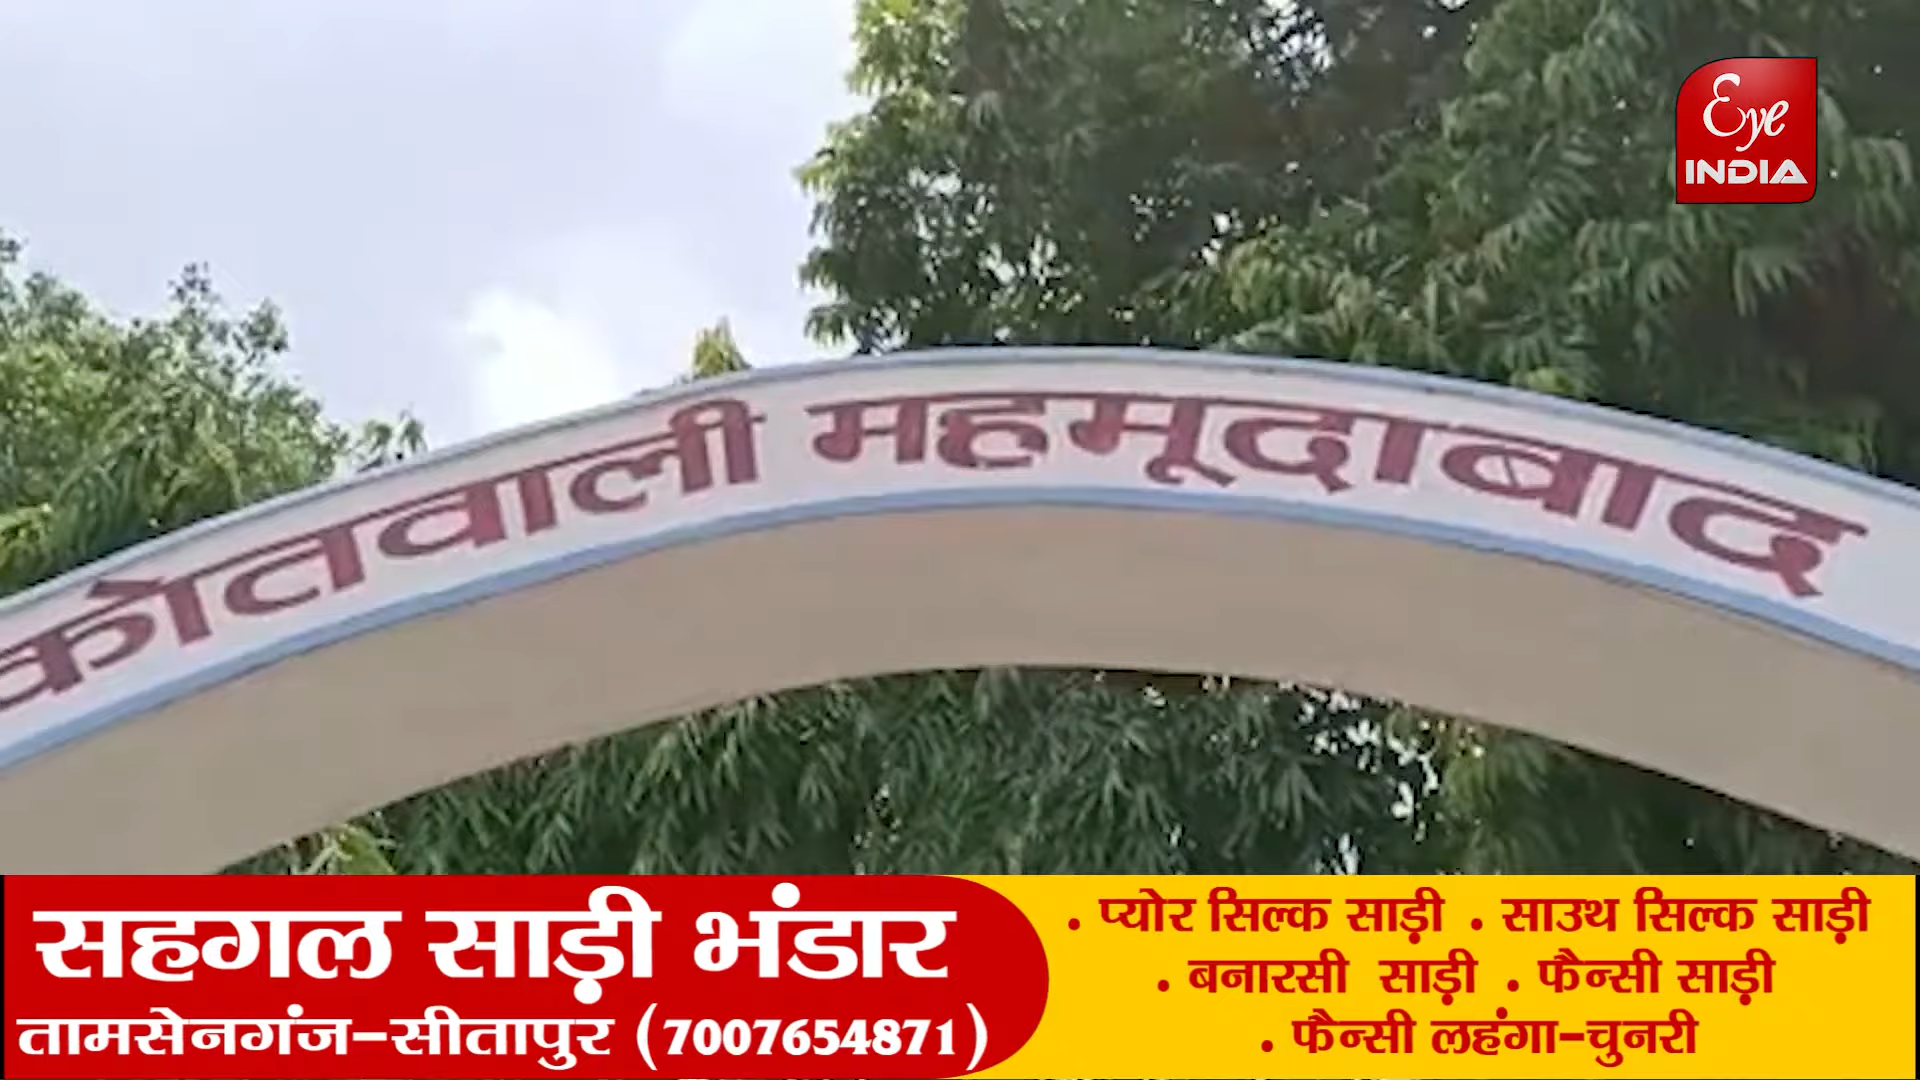 Eye
INDIA
कोतवाली महमूदाबाद
सहगल साड़ी भंडार
तामसेनगंज-सीतापुर (7007654871)
. प्योर सिल्क साड़ी . साउथ सिल्क साड़ी
. बनारसी साड़ी . फैन्सी साड़ी
. फैन्सी लहंगा-चुनरी